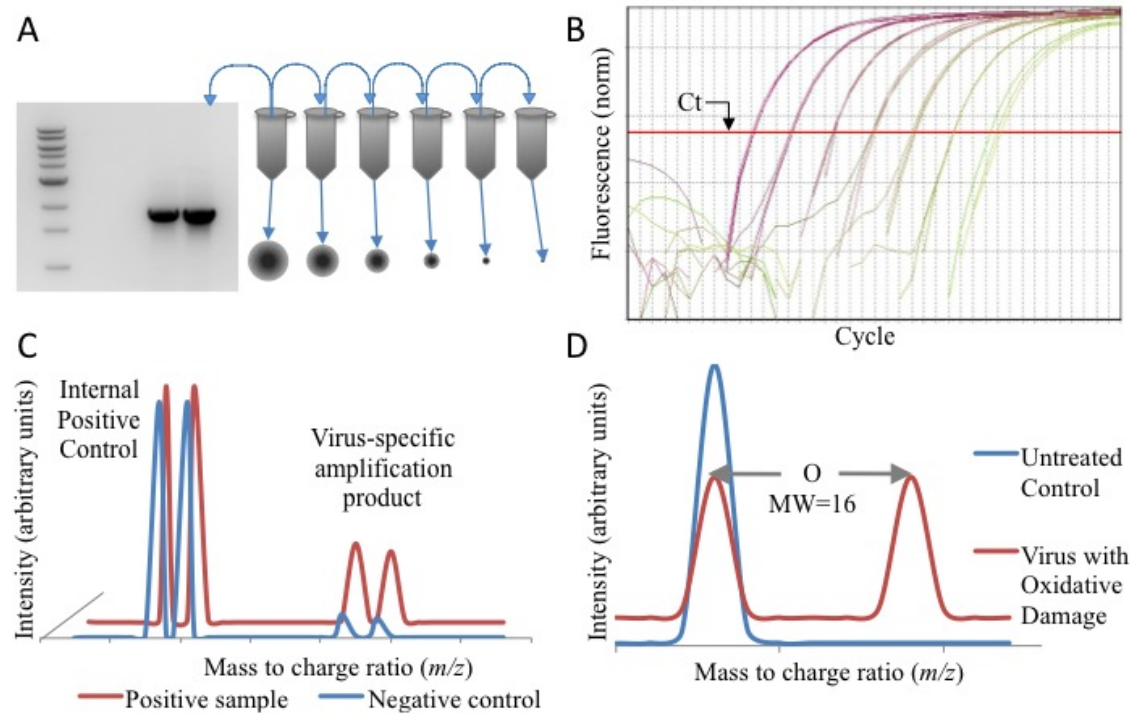 A
B
Ct
Fluorescence (norm)
Cycle
C
Intensity (arbitrary units)
Internal
Positive
Control
Virus-specific
amplification
product
Mass to charge ratio (m/z)
Positive sample
Negative control
D
Intensity (arbitrary units)
O
MW=16
Untreated
Control
Virus with
Oxidative
Damage
Mass to charge ratio (m/z)